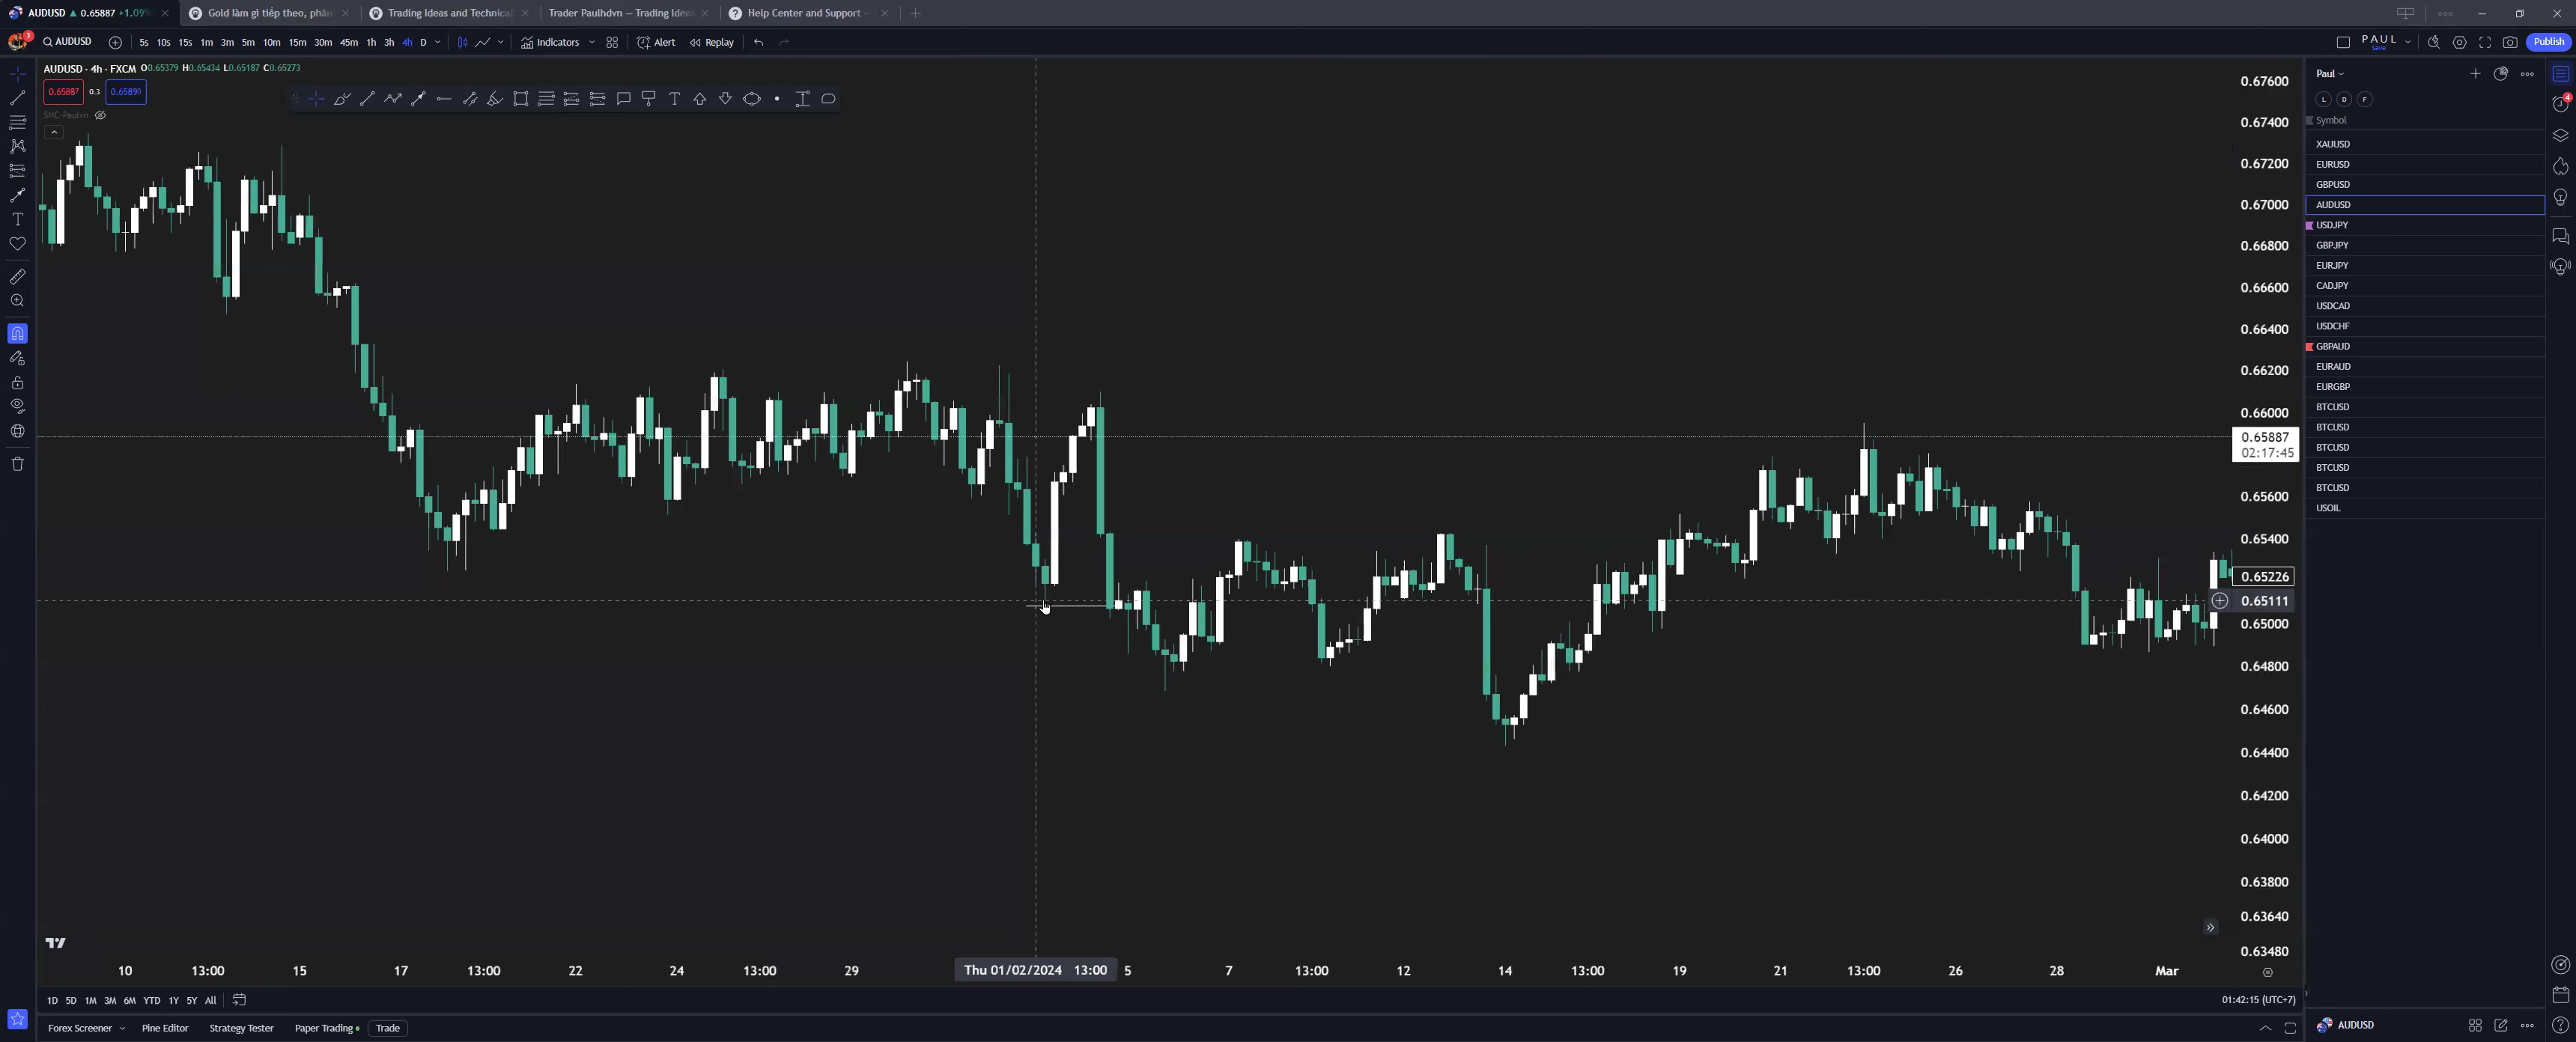 AUDUSD ▲ 0.65887 +1.09%
Gold làm gì tiếp theo, phân
Trading Ideas and Technica
Trader Paulhdvn — Trading Idea
Help Center and Support —
3
AUDUSD
5s 10s 15s 1m 3m 5m 10m 15m 30m 45m 1h 3h 4h D
Indicators
Alert
Replay
PAUL
Save
Publish
AUDUSD · 4h · FXCM O0.65379 H0.65434 L0.65187 C0.65273
0.65887 0.3 0.65890
SMC-Paulvn
0.67600
0.67400
0.67200
0.67000
0.66800
0.66600
0.66400
0.66200
0.66000
0.65887
02:17:45
0.65600
0.65400
0.65226
0.65111
0.65000
0.64800
0.64600
0.64400
0.64200
0.64000
0.63800
0.63640
0.63480
10 13:00 15 17 13:00 22 24 13:00 29 Thu 01/02/2024 13:00 5 7 13:00 12 14 13:00 19 21 13:00 26 28 Mar
1D 5D 1M 3M 6M YTD 1Y 5Y All
01:42:15 (UTC+7)
Forex Screener Pine Editor Strategy Tester Paper Trading Trade
Paul
4
L D F
Symbol
XAUUSD
EURUSD
GBPUSD
AUDUSD
USDJPY
GBPJPY
EURJPY
CADJPY
USDCAD
USDCHF
GBPAUD
EURAUD
EURGBP
BTCUSD
BTCUSD
BTCUSD
BTCUSD
BTCUSD
USOIL
AUDUSD